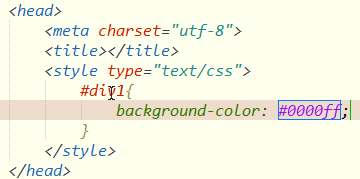 <head>
<meta charset="utf-8">
<title></title>
<style type="text/css">
#div1{
background-color: #0000ff;
}
</style>
</head>